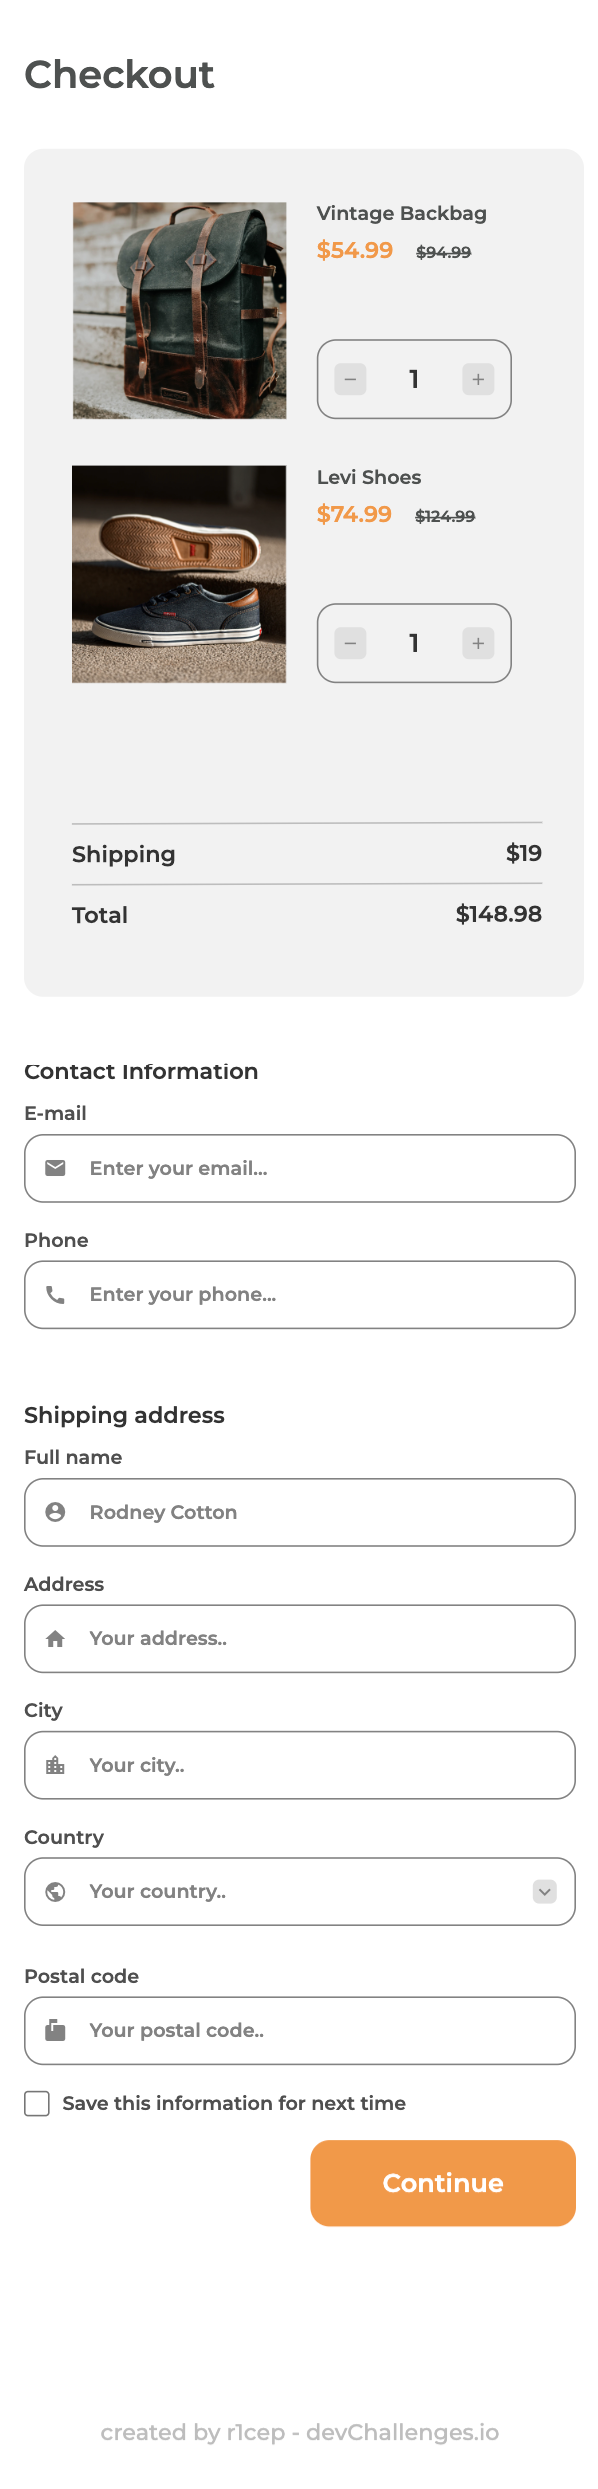 Checkout
Vintage Backbag
$54.99 $94.99
− 1 +
Levi Shoes
$74.99 $124.99
− 1 +
Shipping $19
Total $148.98
Contact Information
E-mail
Enter your email...
Phone
Enter your phone...
Shipping address
Full name
Rodney Cotton
Address
Your address..
City
Your city..
Country
Your country..
Postal code
Your postal code..
Save this information for next time
Continue
created by r1cep - devChallenges.io